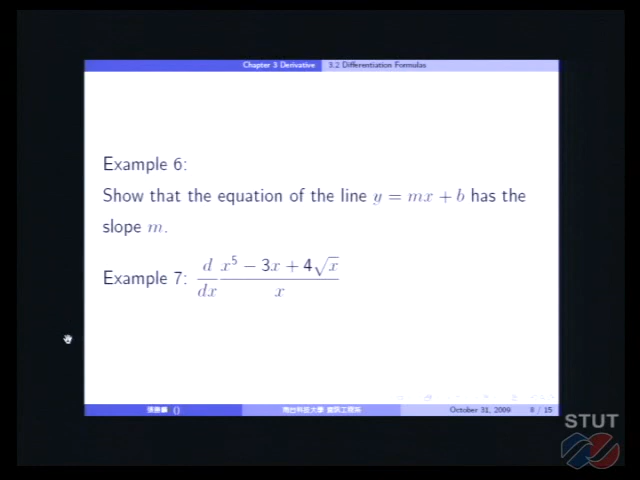 Chapter 3 Derivative 3.2 Differentiation Formulas
Example 6:
Show that the equation of the line y = mx + b has the
slope m.
Example 7: d/dx (x⁵ − 3x + 4√x)/x
October 31, 2009 8 / 15
STUT